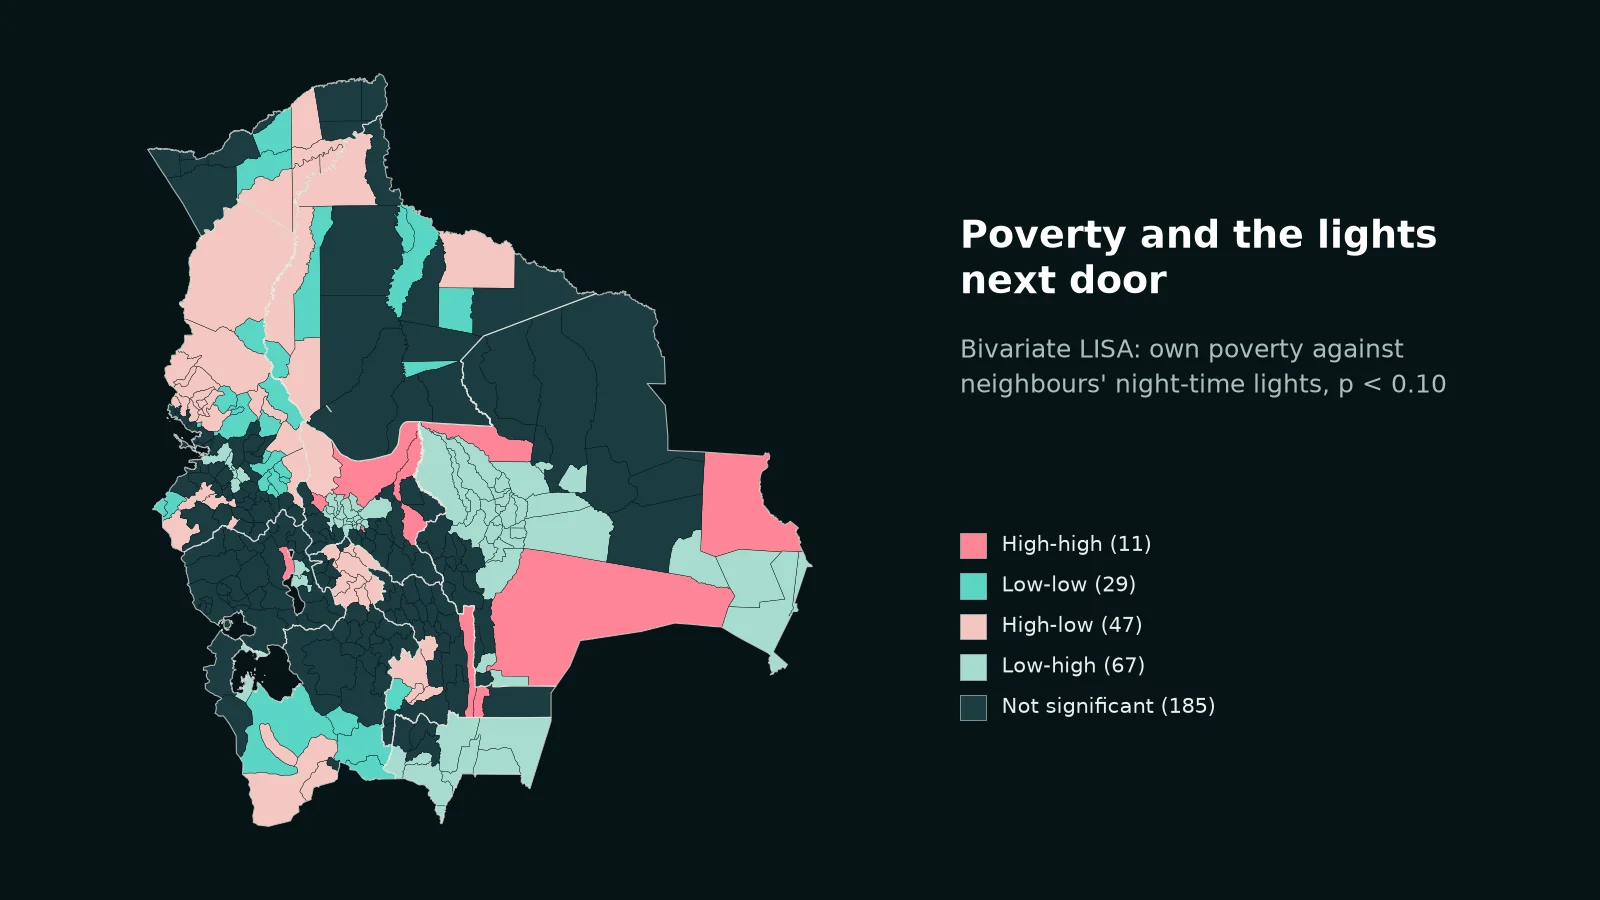 Poverty and the lights
next door
Bivariate LISA: own poverty against
neighbours' night-time lights, p < 0.10
High-high (11)
Low-low (29)
High-low (47)
Low-high (67)
Not significant (185)